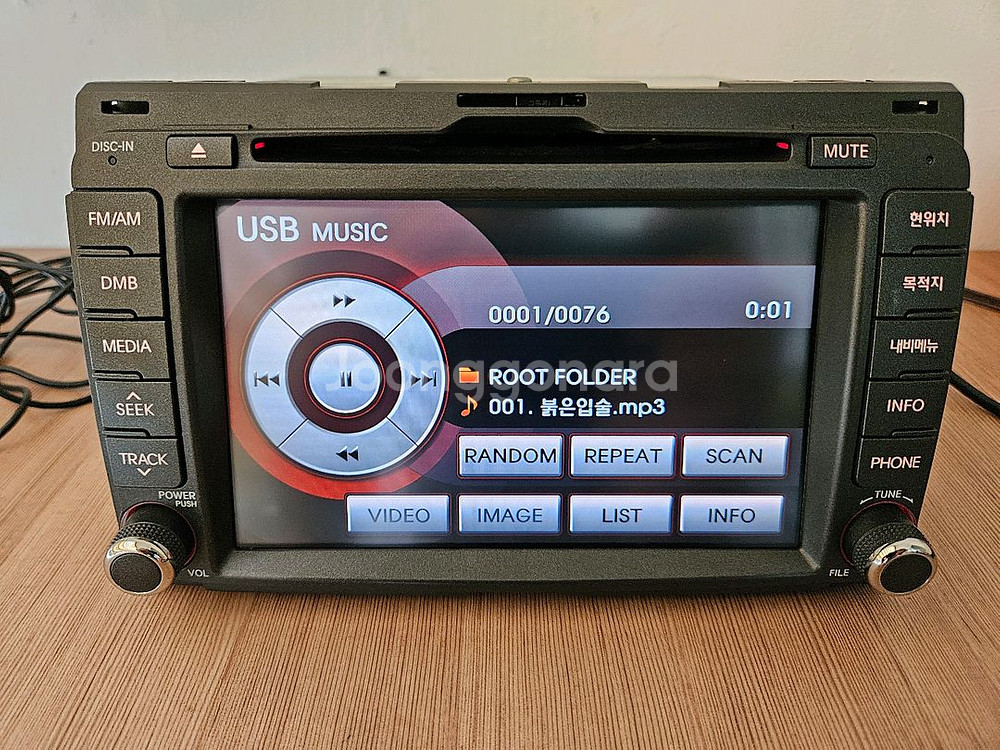 DISC-IN
MUTE
FM/AM
DMB
MEDIA
SEEK
TRACK
POWER
PUSH
VOL
USB MUSIC
0001/0076 0:01
ROOT FOLDER
001. 붉은입술.mp3
RANDOM REPEAT SCAN
VIDEO IMAGE LIST INFO
Joonggonara
현위치
목적지
내비메뉴
INFO
PHONE
TUNE
FILE